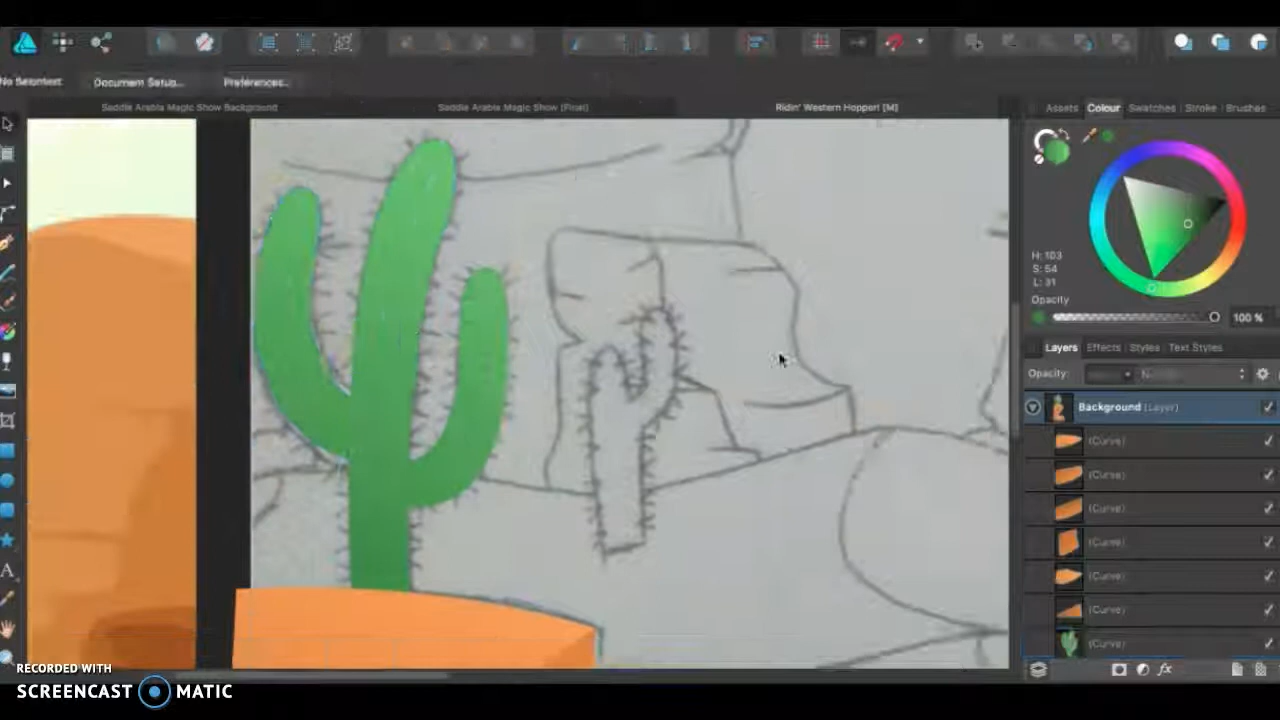 No Selection
Document Setup...
Preferences...
Saddle Arabia Magic Show Background
Saddle Arabia Magic Show (Final)
Ridin' Western Hopper! [M]
Assets
Colour
Swatches
Stroke
Brushes
H: 103
S: 54
L: 31
Opacity
100 %
Layers
Effects
Styles
Text Styles
Opacity:
Background (Layer)
(Curve)
(Curve)
(Curve)
(Curve)
(Curve)
(Curve)
(Curve)
A
fx
RECORDED WITH
SCREENCAST MATIC